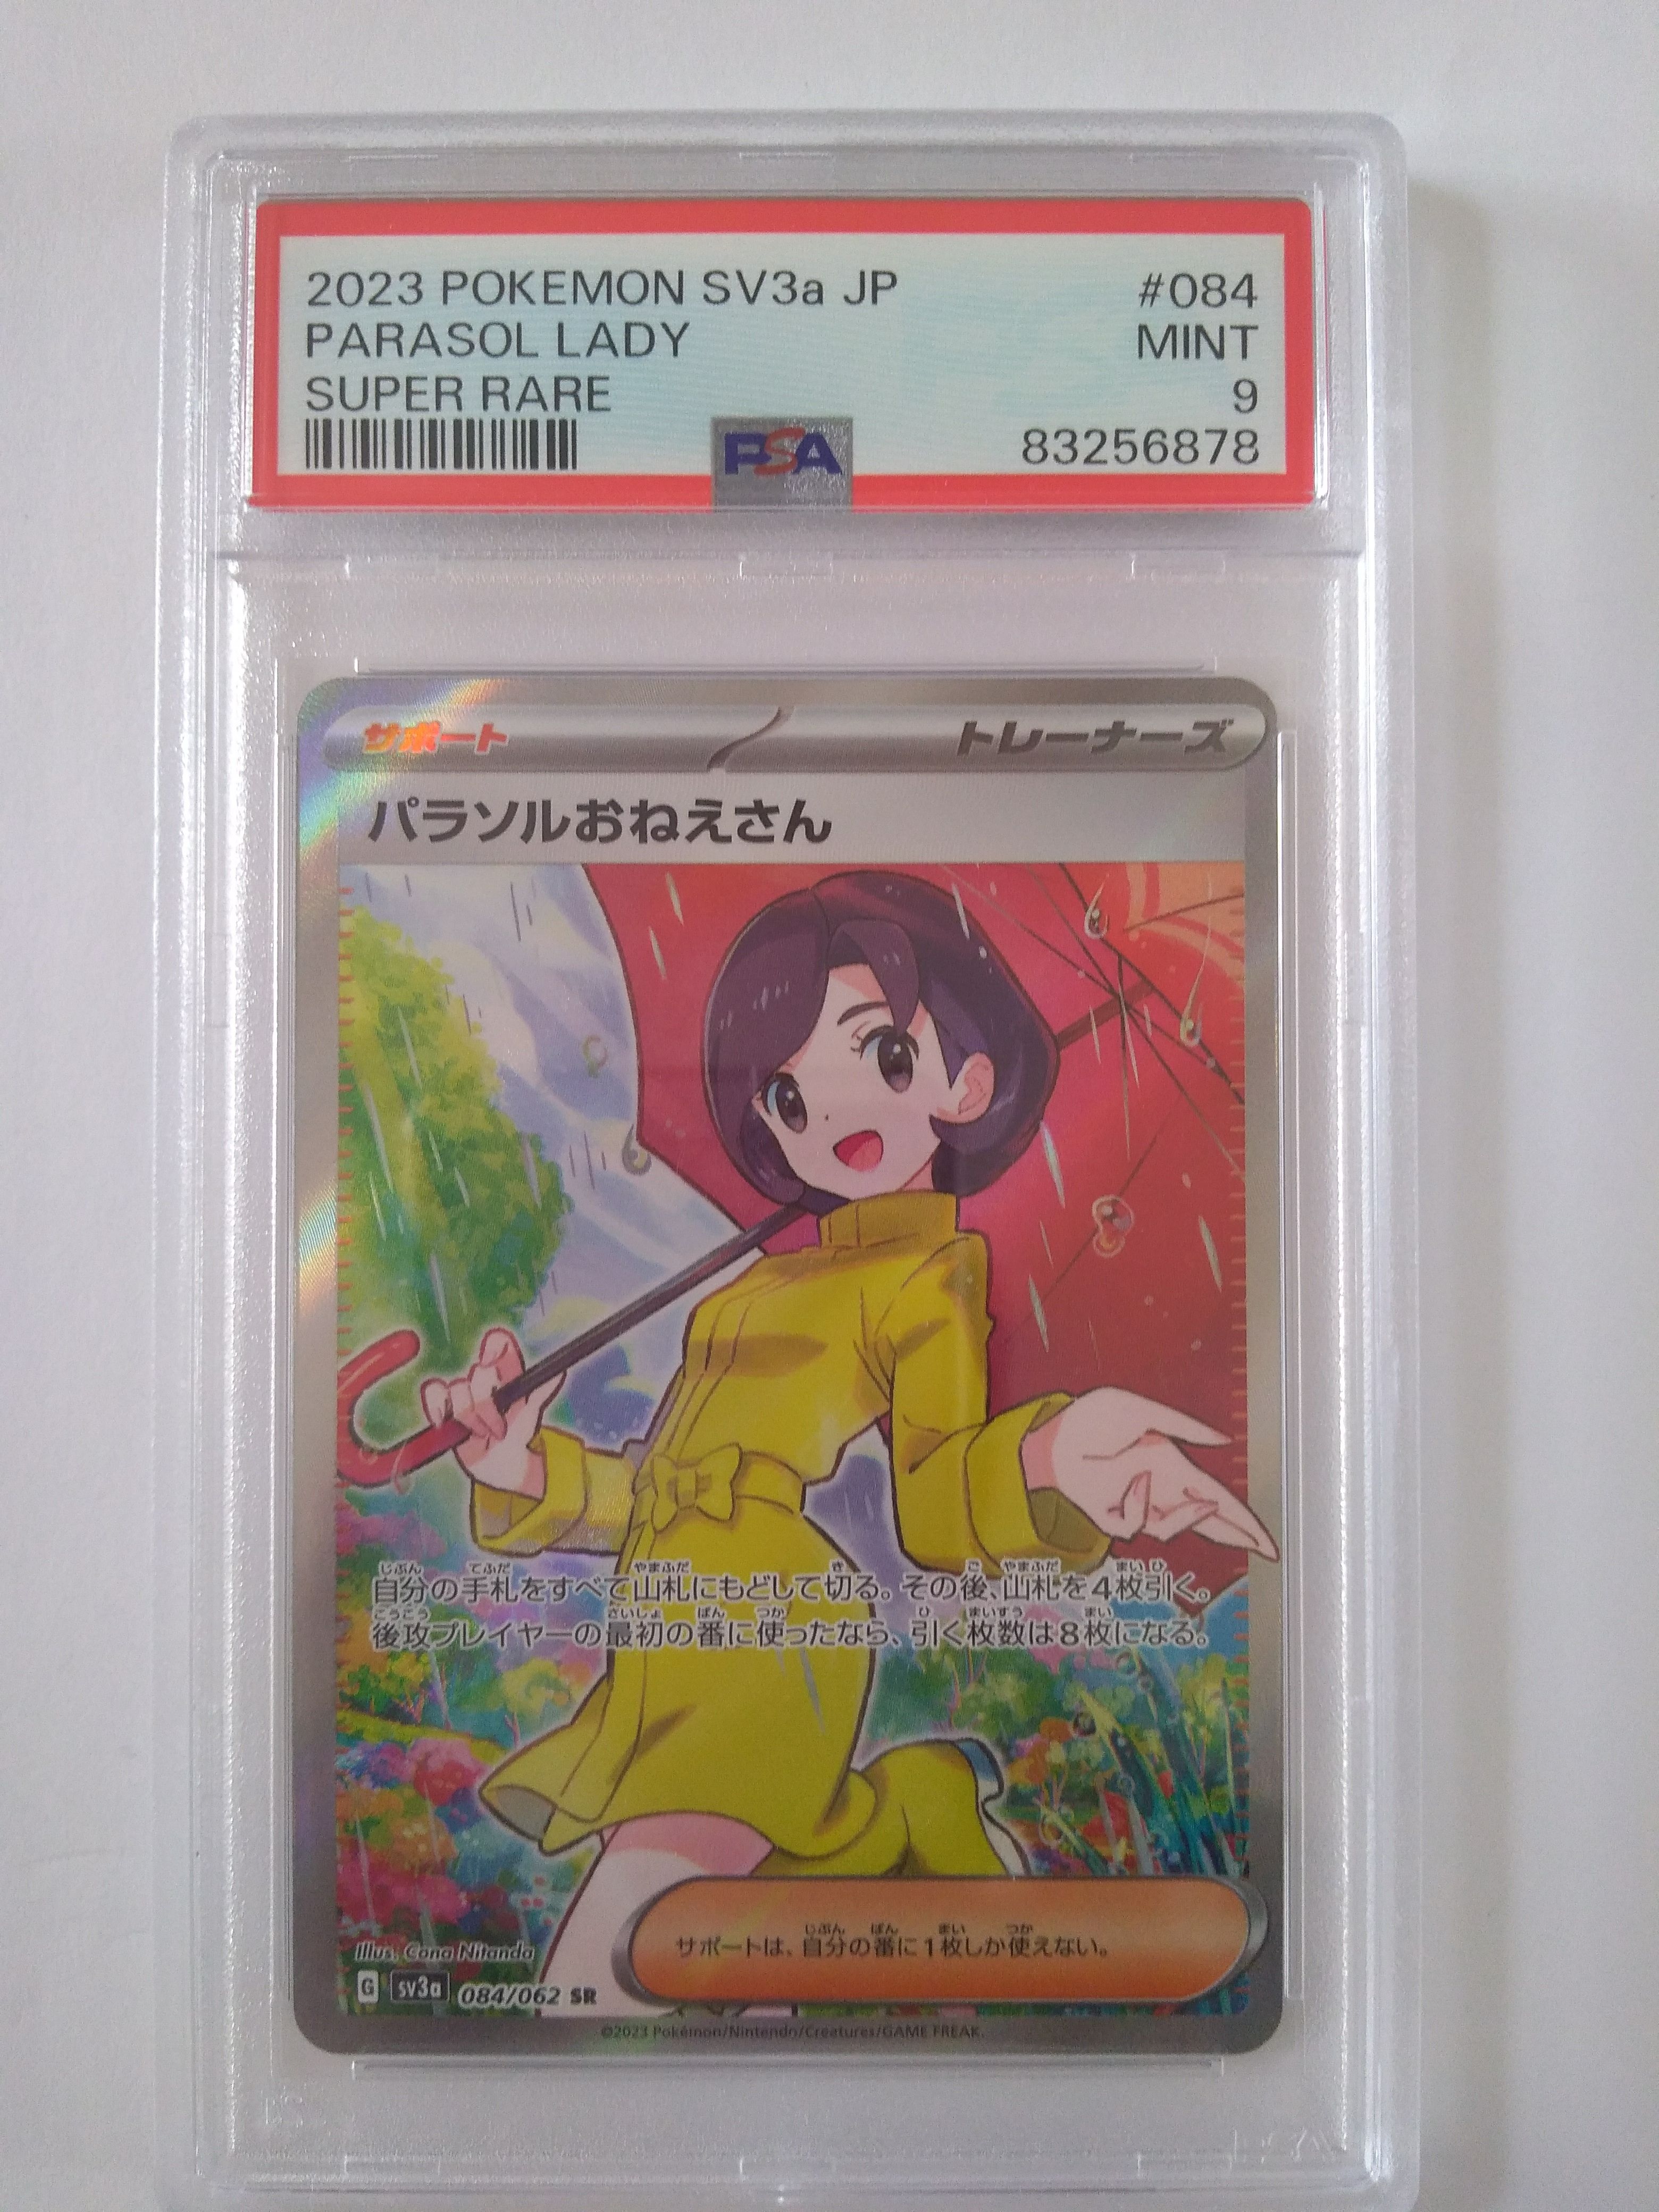 2023 POKEMON SV3a JP #084
PARASOL LADY MINT
SUPER RARE 9
PSA 83256878
サポート トレーナーズ
パラソルおねえさん
自分の手札をすべて山札にもどして切る。その後、山札を4枚引く。
後攻プレイヤーの最初の番に使ったなら、引く枚数は8枚になる。
サポートは、自分の番に1枚しか使えない。
Illus. Cona Nitanda
G sv3a 084/062 SR
©2023 Pokémon/Nintendo/Creatures/GAME FREAK.